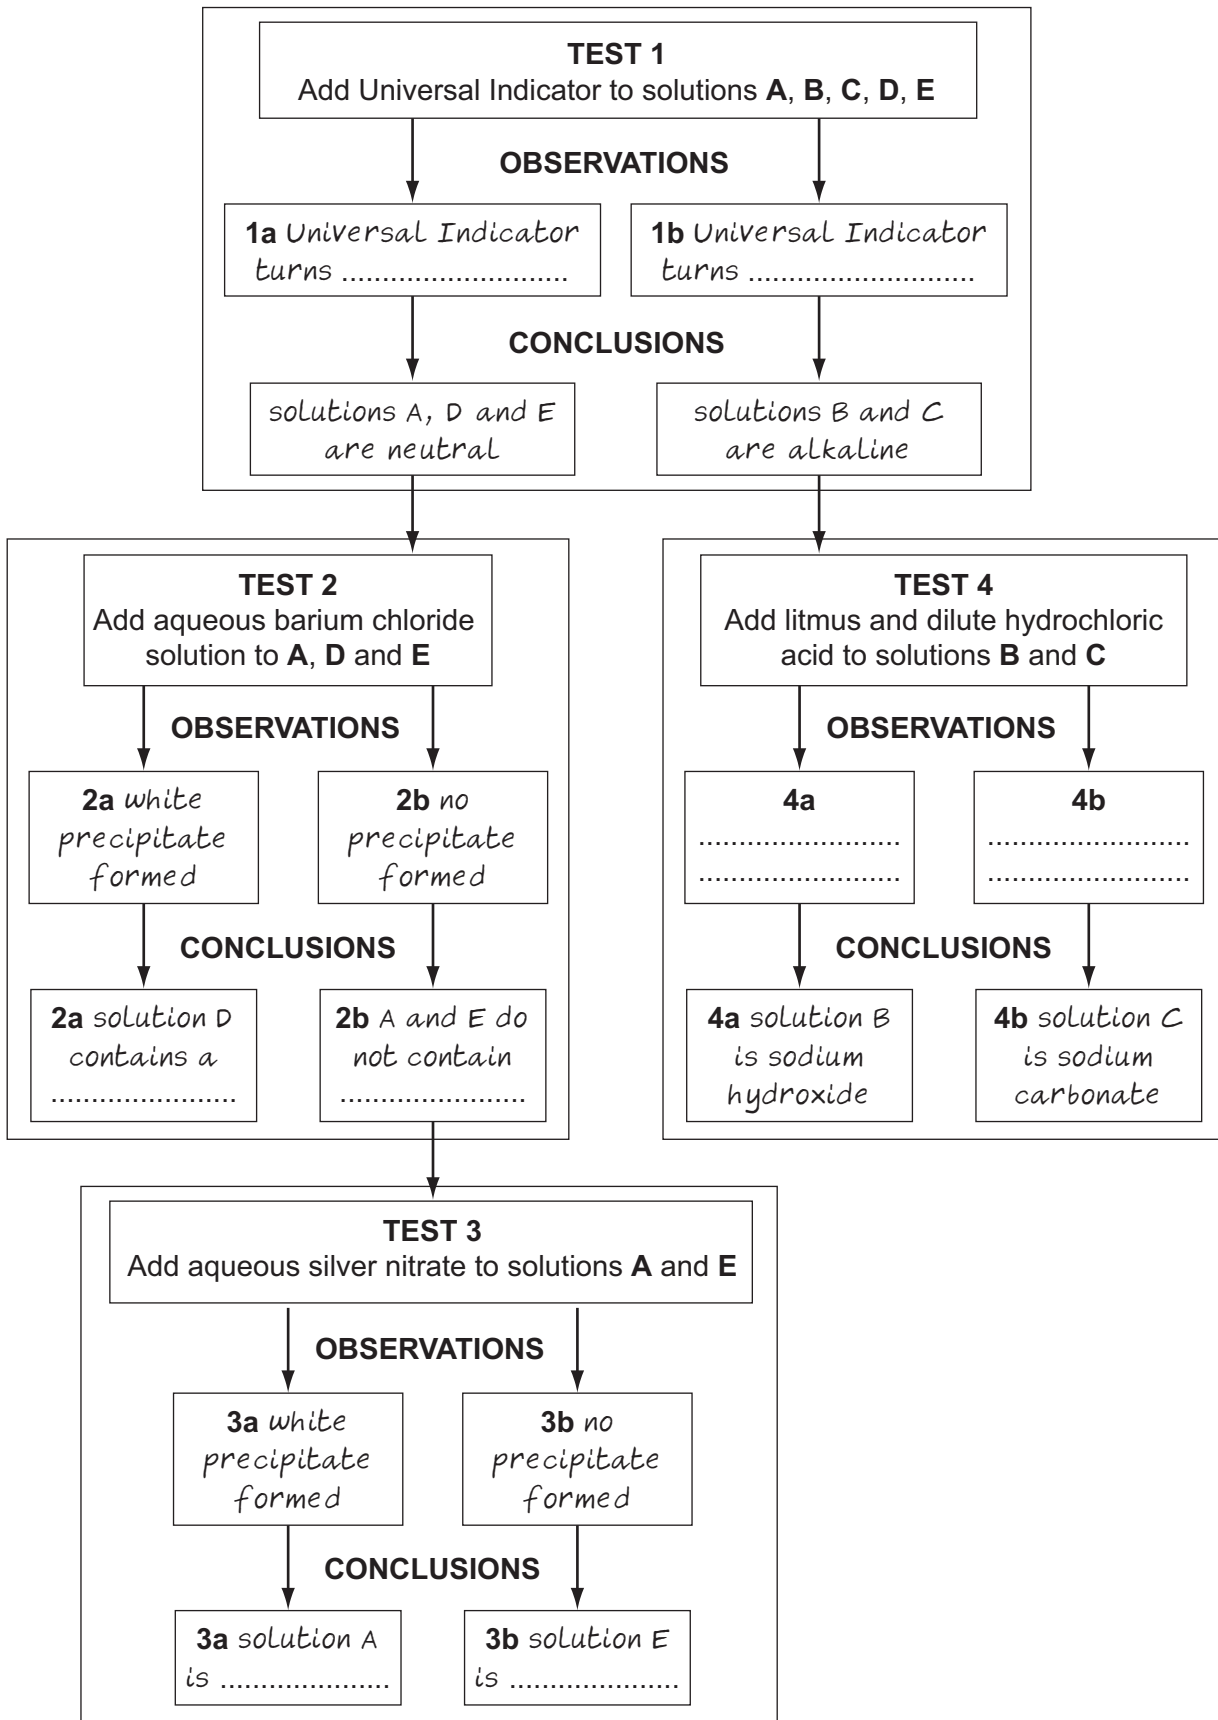 TEST 1
Add Universal Indicator to solutions A, B, C, D, E
OBSERVATIONS
1a Universal Indicator
turns ............................
1b Universal Indicator
turns ............................
CONCLUSIONS
solutions A, D and E
are neutral
solutions B and C
are alkaline
TEST 2
Add aqueous barium chloride
solution to A, D and E
OBSERVATIONS
2a white
precipitate
formed
2b no
precipitate
formed
CONCLUSIONS
2a solution D
contains a
.......................
2b A and E do
not contain
.......................
TEST 4
Add litmus and dilute hydrochloric
acid to solutions B and C
OBSERVATIONS
4a
.........................
.........................
4b
.........................
.........................
CONCLUSIONS
4a solution B
is sodium
hydroxide
4b solution C
is sodium
carbonate
TEST 3
Add aqueous silver nitrate to solutions A and E
OBSERVATIONS
3a white
precipitate
formed
3b no
precipitate
formed
CONCLUSIONS
3a solution A
is .....................
3b solution E
is .....................